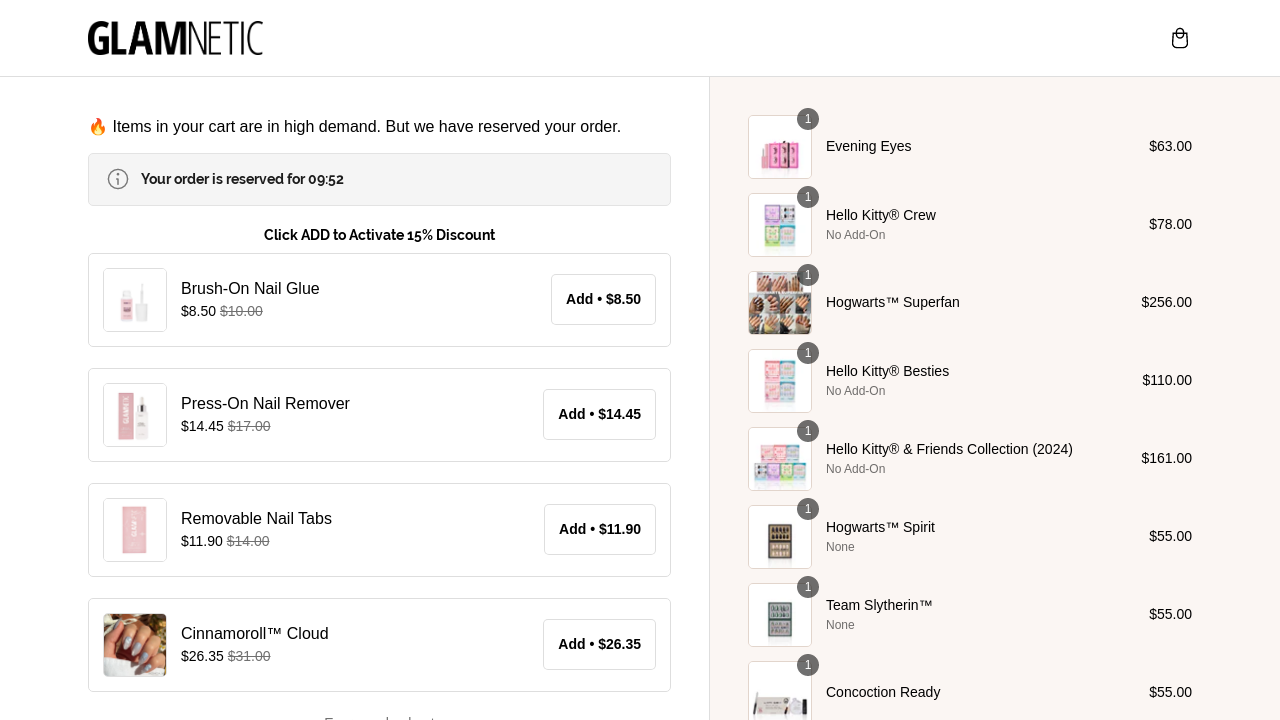 GLAMNETIC
🔥 Items in your cart are in high demand. But we have reserved your order.
Your order is reserved for 09:52
Click ADD to Activate 15% Discount
Brush-On Nail Glue
$8.50 $10.00
Add • $8.50
Press-On Nail Remover
$14.45 $17.00
Add • $14.45
Removable Nail Tabs
$11.90 $14.00
Add • $11.90
Cinnamoroll™ Cloud
$26.35 $31.00
Add • $26.35
1
Evening Eyes
$63.00
1
Hello Kitty® Crew
No Add-On
$78.00
1
Hogwarts™ Superfan
$256.00
1
Hello Kitty® Besties
No Add-On
$110.00
1
Hello Kitty® & Friends Collection (2024)
No Add-On
$161.00
1
Hogwarts™ Spirit
None
$55.00
1
Team Slytherin™
None
$55.00
1
Concoction Ready
$55.00